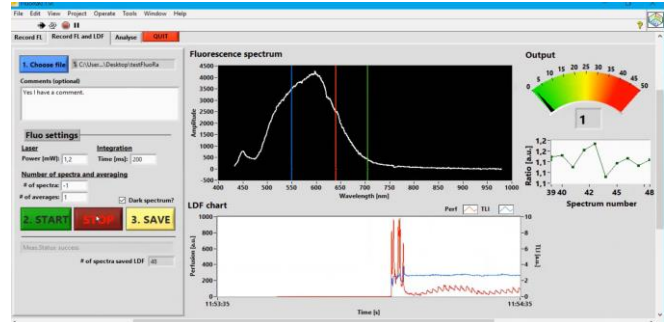 File Edit View Project Operate Tools Window Help
Record FL Record FL and LDF Analyse QUIT
1. Choose file C:\User...\Desktop\testFluoRa
Comments (optional)
Yes I have a comment.
Fluo settings
Laser Integration
Power [mW]: 1,2 Time [ms]: 200
Number of spectra and averaging
# of spectra: -1
# of averages: 1 Dark spectrum?
2. START STOP 3. SAVE
Meas.Status: success
# of spectra saved LDF 48
Fluorescence spectrum
Amplitude
4500
4000
3500
3000
2500
2000
1500
1000
500
0
-500
400 450 500 550 600 650 700 750 800 850 900 950 1000
Wavelength [nm]
LDF chart
Perf TLI
Perfusion [a.u.]
1000
800
600
400
200
0
10
8
6
4
2
0
TLI [a.u.]
11:53:35 11:54:35
Time [s]
Output
0 5 10 15 20 25 30 35 40 45 50
1
Ratio [a.u.]
1,2
1,2
1,1
1,1
1,1
39 40 42 45 48
Spectrum number